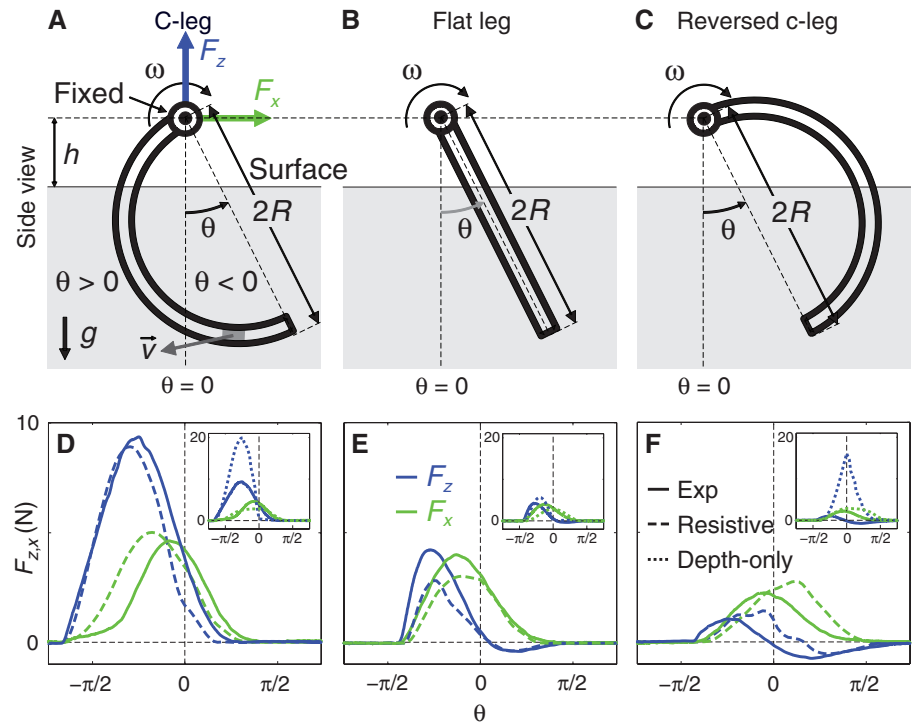 A C-leg
B Flat leg
C Reversed c-leg
F_z
ω
ω
ω
Fixed
F_x
h
Surface
Side view
2R
2R
2R
θ
θ
θ
θ > 0
θ < 0
g
v⃗
θ = 0
θ = 0
θ = 0
10
D
20
0
−π/2
0
π/2
E
20
0
−π/2
0
π/2
F_z
F_x
F
20
0
−π/2
0
π/2
Exp
Resistive
Depth-only
F_z,x (N)
0
−π/2
0
π/2
−π/2
0
π/2
−π/2
0
π/2
θ